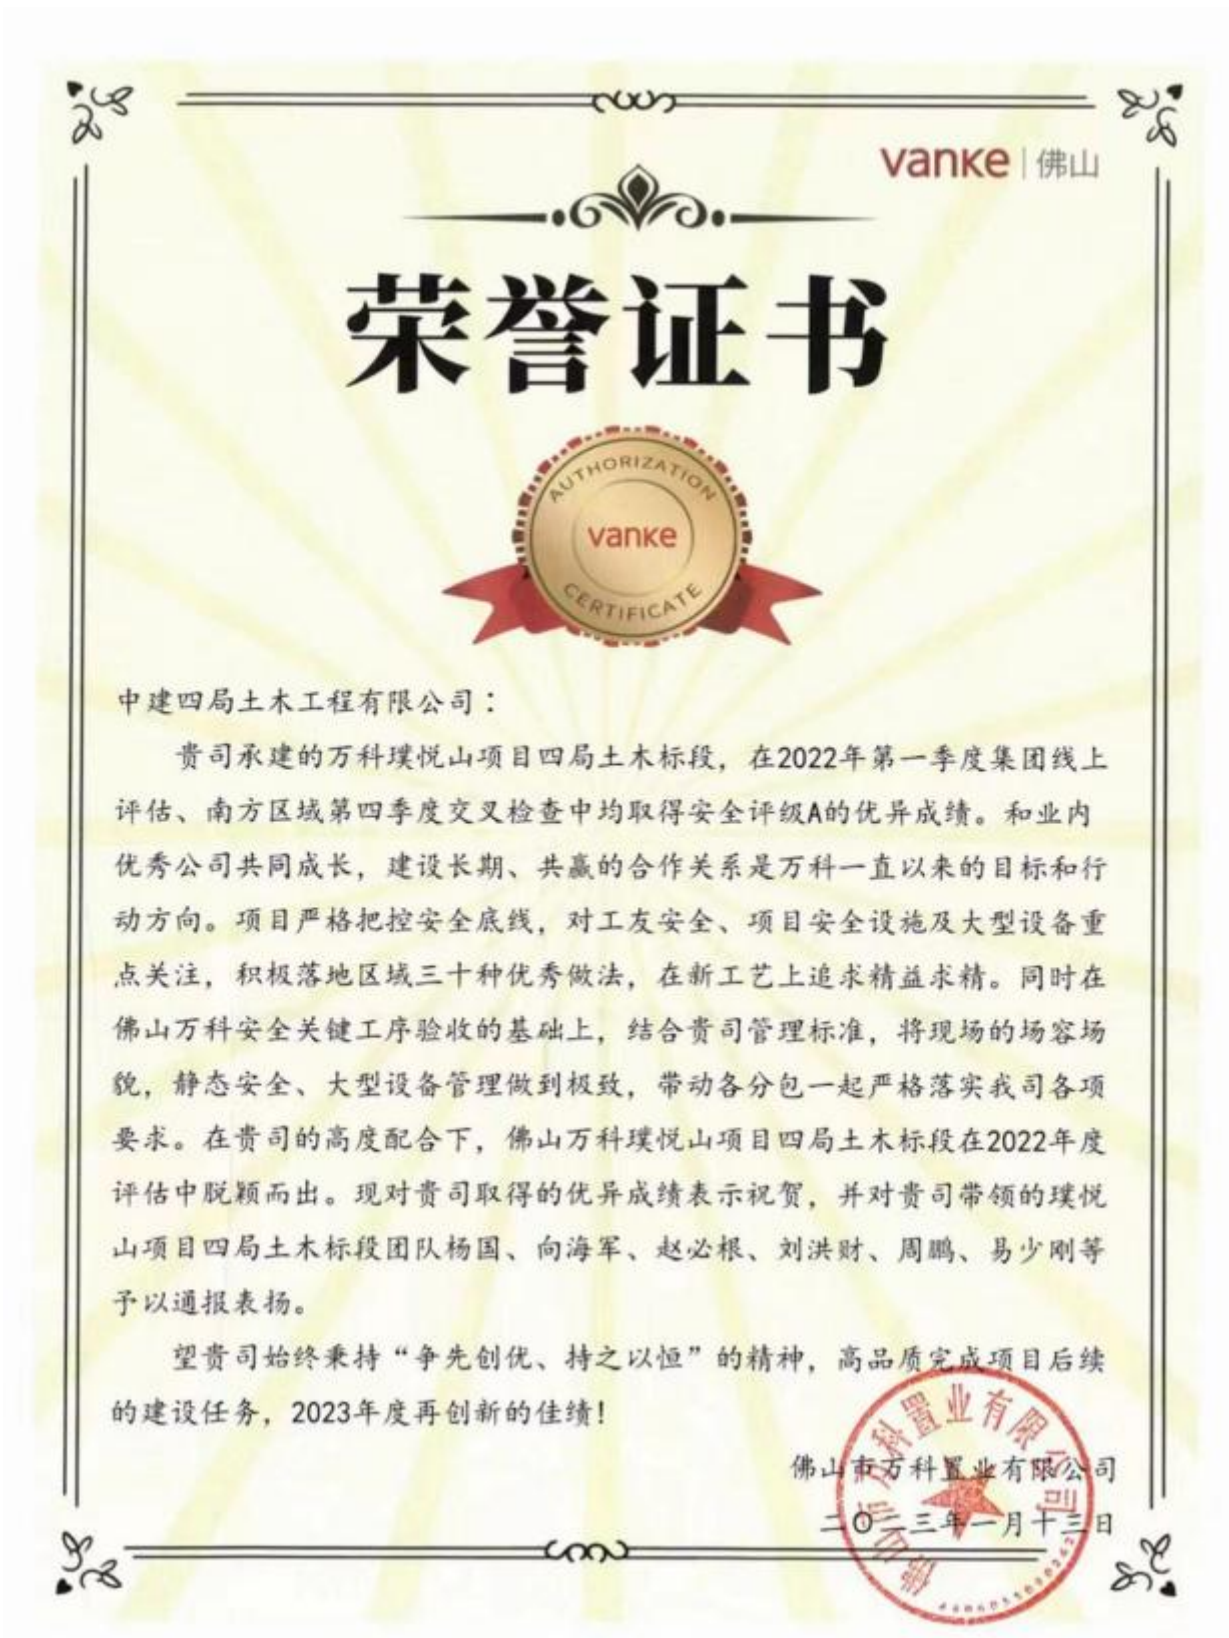 vanke | 佛山
荣誉证书
AUTHORIZATION
vanke
CERTIFICATE
中建四局土木工程有限公司：
贵司承建的万科璞悦山项目四局土木标段，在2022年第一季度集团线上
评估、南方区域第四季度交叉检查中均取得安全评级A的优异成绩。和业内
优秀公司共同成长，建设长期、共赢的合作关系是万科一直以来的目标和行
动方向。项目严格把控安全底线，对工友安全、项目安全设施及大型设备重
点关注，积极落地区域三十种优秀做法，在新工艺上追求精益求精。同时在
佛山万科安全关键工序验收的基础上，结合贵司管理标准，将现场的场容场
貌，静态安全、大型设备管理做到极致，带动各分包一起严格落实我司各项
要求。在贵司的高度配合下，佛山万科璞悦山项目四局土木标段在2022年度
评估中脱颖而出。现对贵司取得的优异成绩表示祝贺，并对贵司带领的璞悦
山项目四局土木标段团队杨国、向海军、赵必根、刘洪财、周鹏、易少刚等
予以通报表扬。
望贵司始终秉持“争先创优、持之以恒”的精神，高品质完成项目后续
的建设任务，2023年度再创新的佳绩！
佛山市万科置业有限公司
二〇二三年一月十三日
佛山市万科置业有限公司